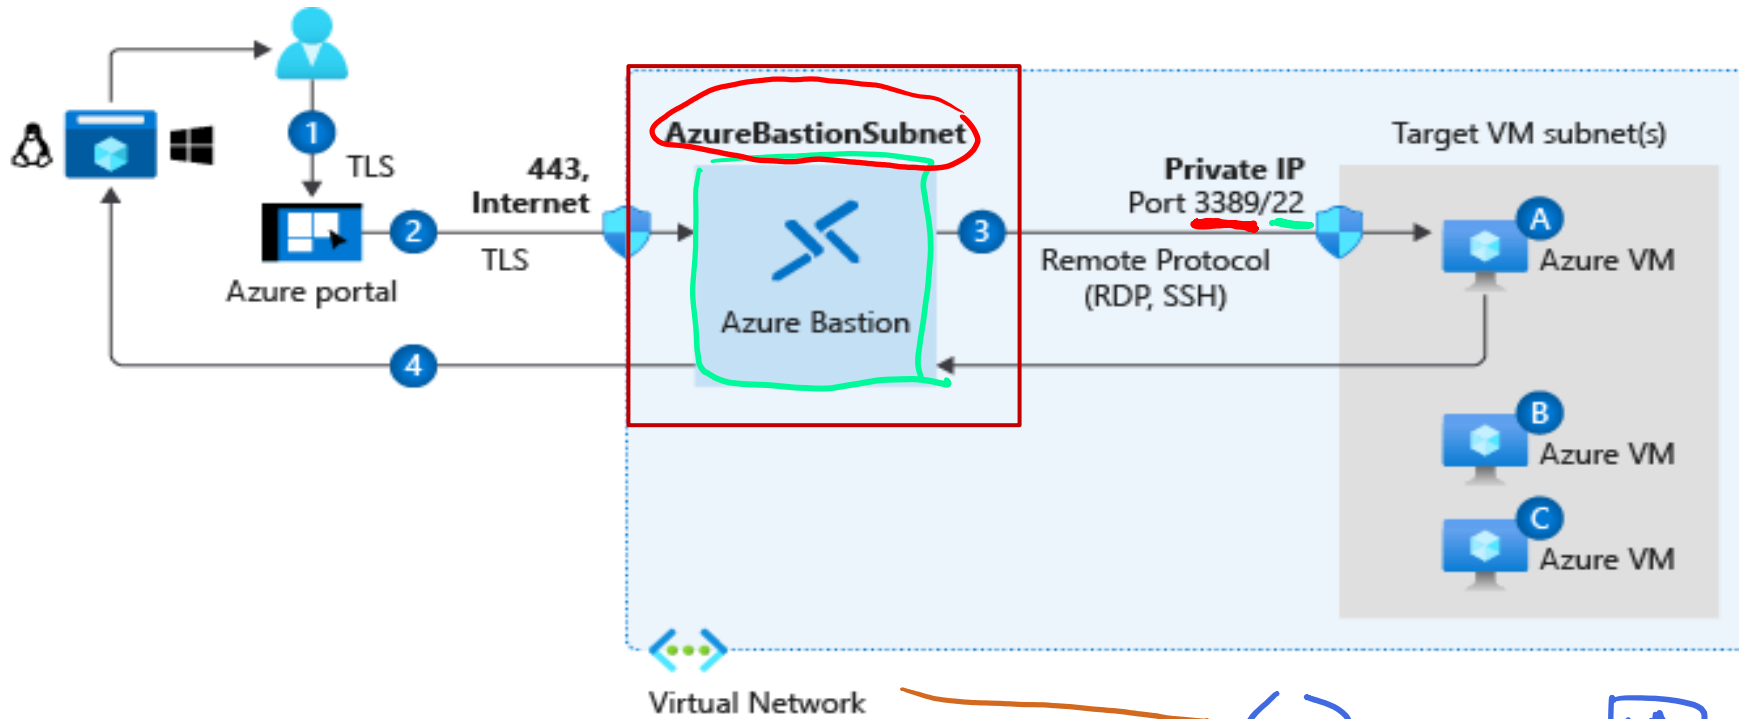 1
TLS
443,
Internet
2
TLS
Azure portal
AzureBastionSubnet
Azure Bastion
3
Private IP
Port 3389/22
Remote Protocol
(RDP, SSH)
4
Target VM subnet(s)
A
Azure VM
B
Azure VM
C
Azure VM
Virtual Network